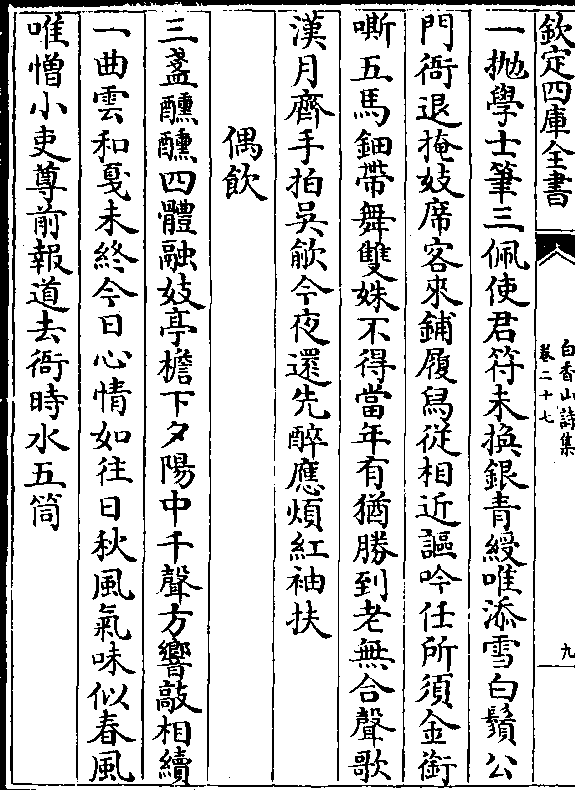 欽定四庫全書
白香山詩集
卷二十七
九
一抛學士筆三佩使君符未換銀青綬唯添雪白鬚公
門衙退掩妓席客來鋪履舄從相近謳吟任所須金銜
嘶五馬鈿帶舞雙姝不得當年有猶勝到老無合聲歌
漢月齊手拍吳歈今夜還先醉應煩紅袖扶
偶飲
三盞醺醺四體融妓亭檐下夕陽中千聲方響敲相續
一曲雲和戛未終今日心情如往日秋風氣味似春風
唯憎小吏尊前報道去衙時水五筒